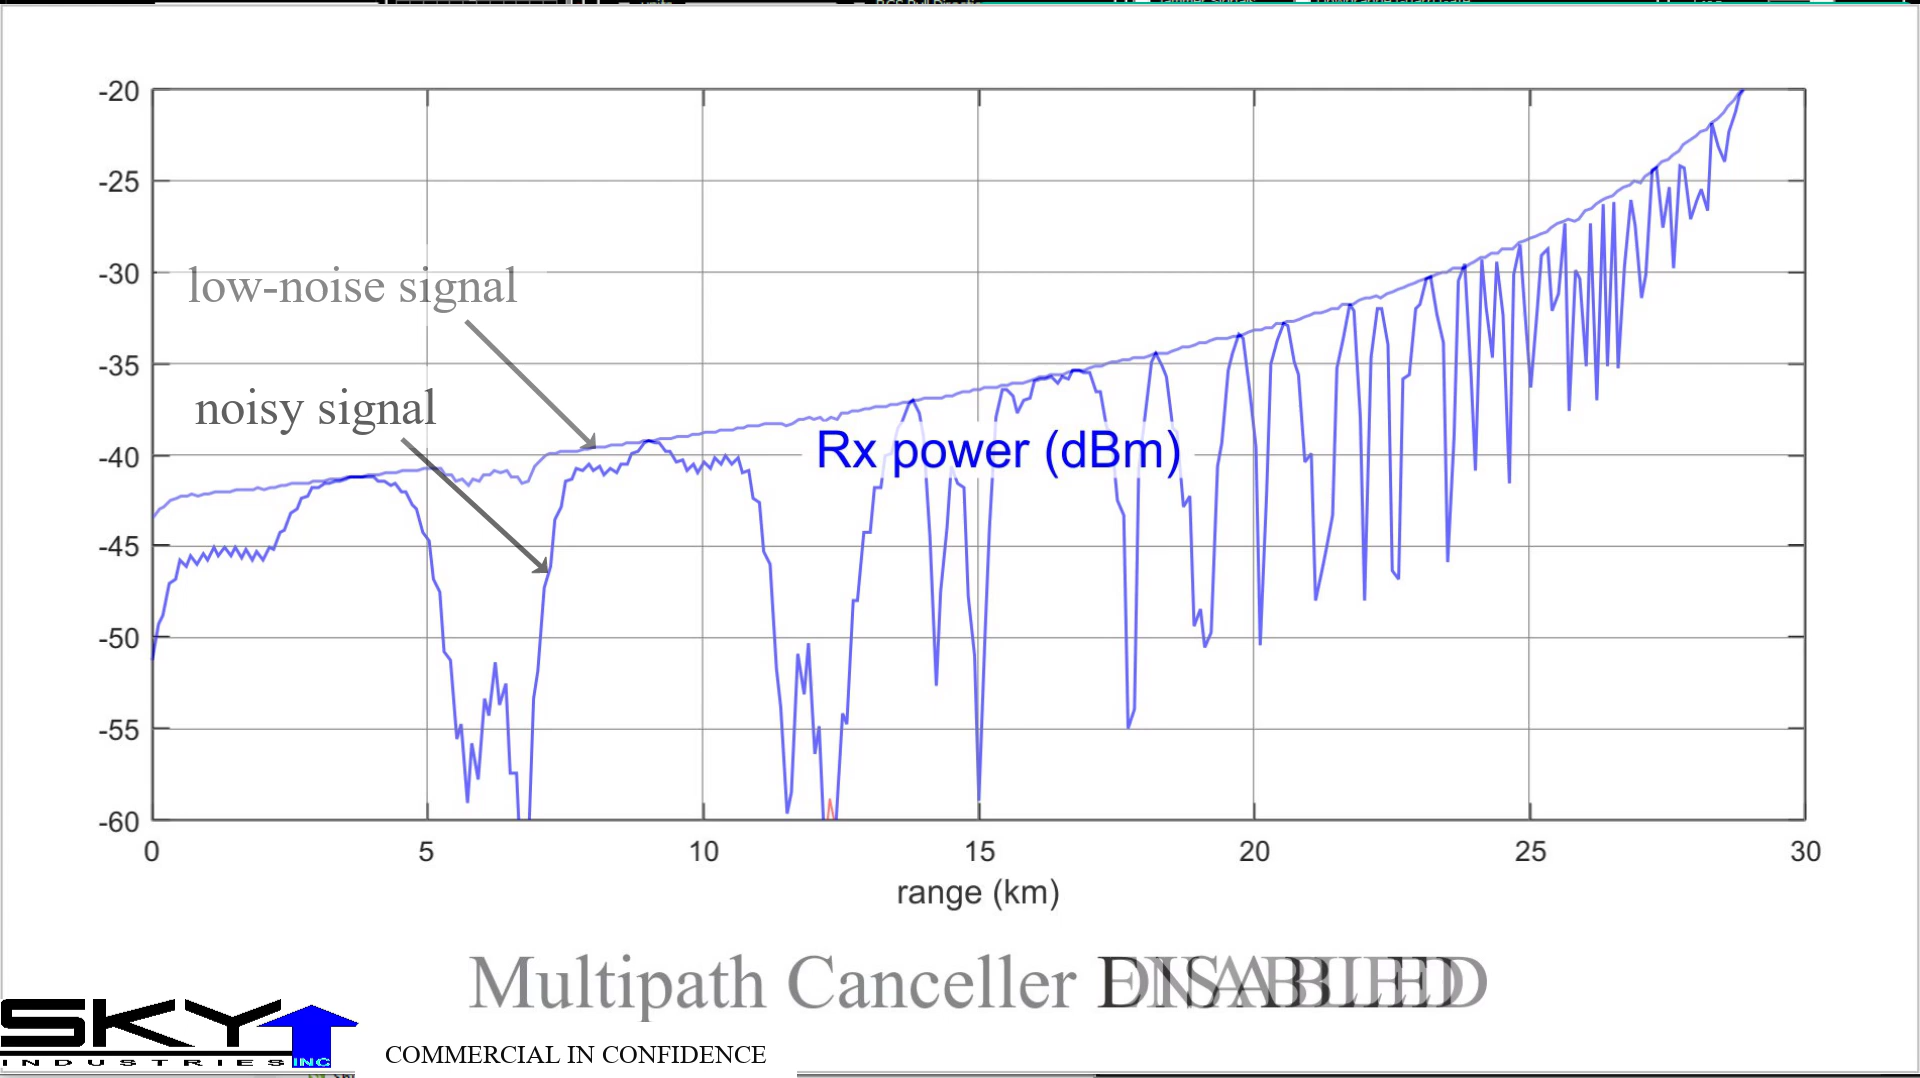 -20
-25
-30
-35
-40
-45
-50
-55
-60
low-noise signal
noisy signal
Rx power (dBm)
0 5 10 15 20 25 30
range (km)
Multipath Canceller
SKY
INDUSTRIES INC
COMMERCIAL IN CONFIDENCE